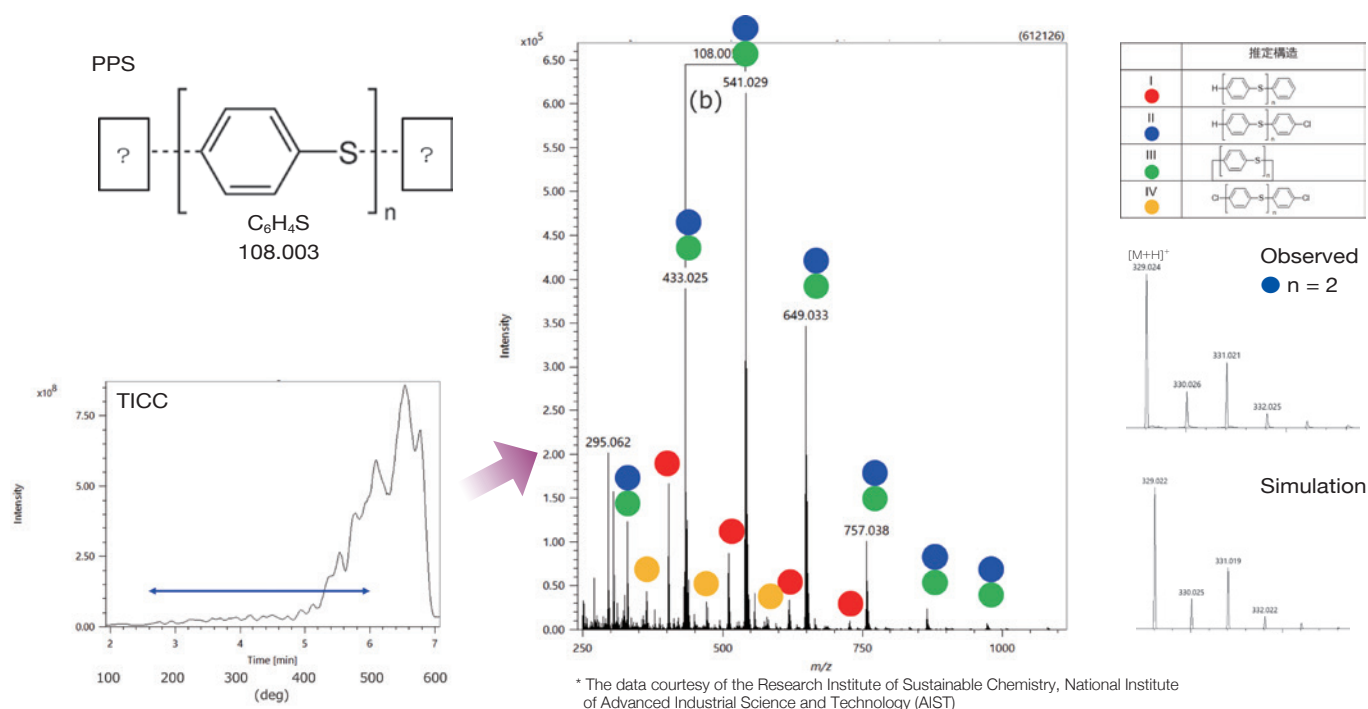 PPS
?
S
?
n
C₆H₄S
108.003
TICC
x10⁸
7.50
5.00
2.50
0.00
Intensity
2 3 4 5 6 7
Time [min]
100 200 300 400 500 600
(deg)
x10⁵
(612126)
6.50
6.00
5.50
5.00
4.50
4.00
3.50
3.00
2.50
2.00
1.50
1.00
0.50
0.00
Intensity
541.029
(b)
433.025
649.033
295.062
757.038
250 500 750 1000
m/z
* The data courtesy of the Research Institute of Sustainable Chemistry, National Institute
of Advanced Industrial Science and Technology (AIST)
推定構造
I
H S n
II
H S n Cl
III
S n
IV
Cl S n Cl
[M+H]⁺
329.024
Observed
n = 2
331.021
330.026
332.025
Simulation
329.022
331.019
330.025
332.022